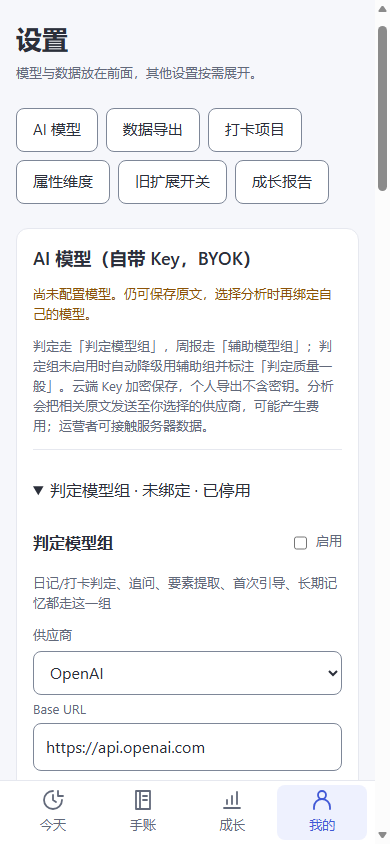 设置
模型与数据放在前面，其他设置按需展开。
AI 模型
数据导出
打卡项目
属性维度
旧扩展开关
成长报告
AI 模型（自带 Key，BYOK）
尚未配置模型。仍可保存原文，选择分析时再绑定自
己的模型。
判定走「判定模型组」，周报走「辅助模型组」；判
定组未启用时自动降级用辅助组并标注「判定质量一
般」。云端 Key 加密保存，个人导出不含密钥。分析
会把相关原文发送至你选择的供应商，可能产生费
用；运营者可接触服务器数据。
▼ 判定模型组 · 未绑定 · 已停用
判定模型组
启用
日记/打卡判定、追问、要素提取、首次引导、长期记
忆都走这一组
供应商
OpenAI
Base URL
https://api.openai.com
今天
手账
成长
我的